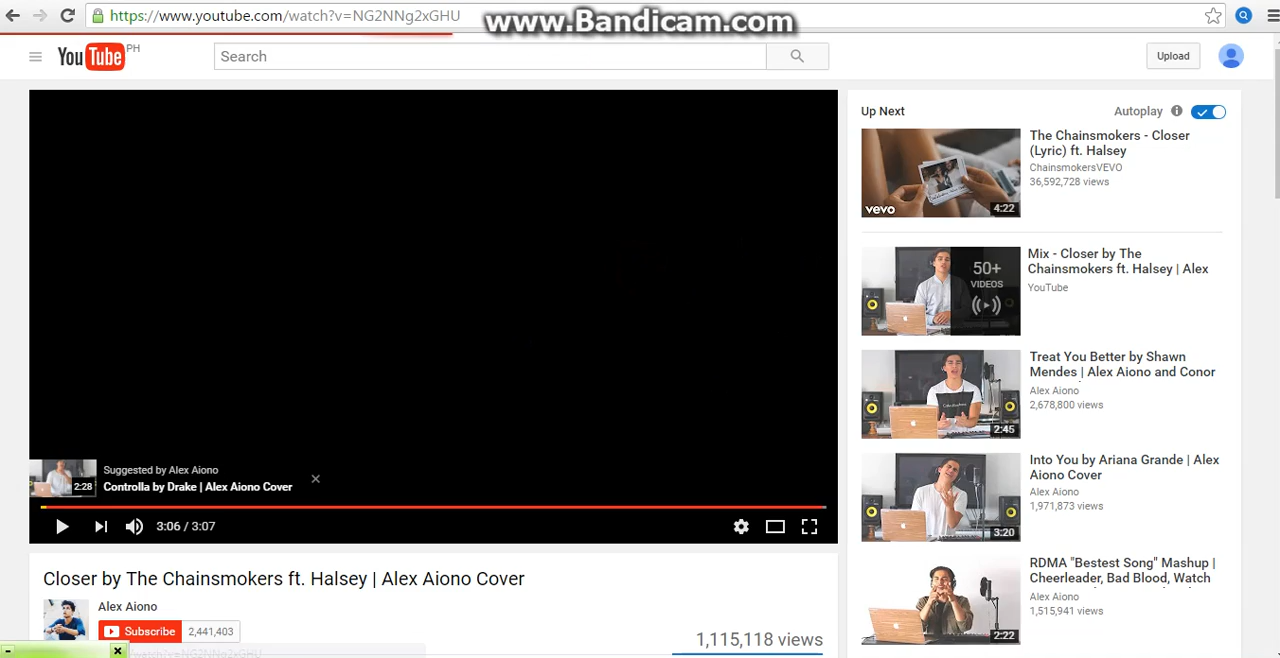 https://www.youtube.com/watch?v=NG2NNg2xGHU
www.Bandicam.com
YouTube PH
Search
Upload
Up Next
Autoplay
The Chainsmokers - Closer
(Lyric) ft. Halsey
ChainsmokersVEVO
36,592,728 views
vevo
4:22
Mix - Closer by The
Chainsmokers ft. Halsey | Alex
YouTube
50+
VIDEOS
Treat You Better by Shawn
Mendes | Alex Aiono and Conor
Alex Aiono
2,678,800 views
2:45
Into You by Ariana Grande | Alex
Aiono Cover
Alex Aiono
1,971,873 views
3:20
RDMA "Bestest Song" Mashup |
Cheerleader, Bad Blood, Watch
Alex Aiono
1,515,941 views
2:22
Suggested by Alex Aiono
Controlla by Drake | Alex Aiono Cover
2:28
3:06 / 3:07
Closer by The Chainsmokers ft. Halsey | Alex Aiono Cover
Alex Aiono
Subscribe
2,441,403
1,115,118 views
/watch?v=NG2NNg2xGHU